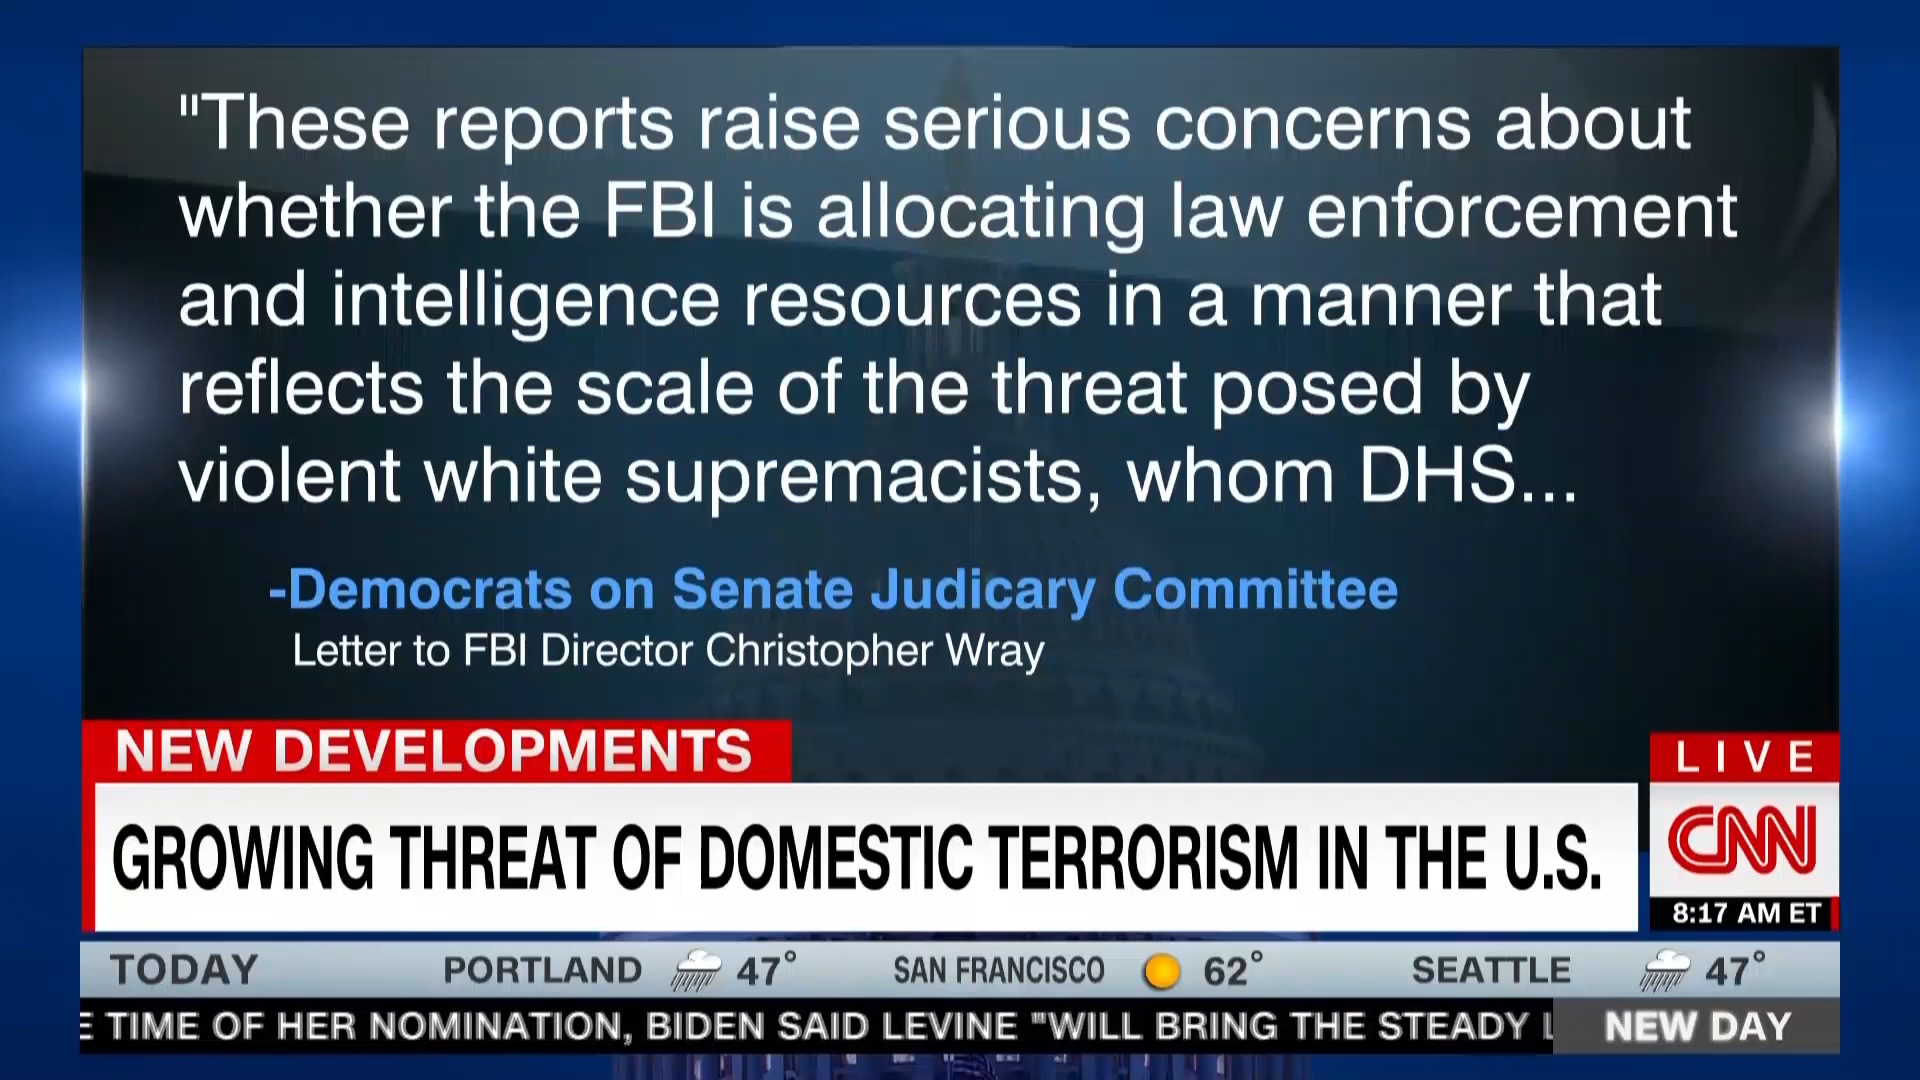 "These reports raise serious concerns about
whether the FBI is allocating law enforcement
and intelligence resources in a manner that
reflects the scale of the threat posed by
violent white supremacists, whom DHS...
-Democrats on Senate Judicary Committee
Letter to FBI Director Christopher Wray
NEW DEVELOPMENTS
GROWING THREAT OF DOMESTIC TERRORISM IN THE U.S.
LIVE
CNN
8:17 AM ET
TODAY PORTLAND 47° SAN FRANCISCO 62° SEATTLE 47°
E TIME OF HER NOMINATION, BIDEN SAID LEVINE "WILL BRING THE STEADY L
NEW DAY